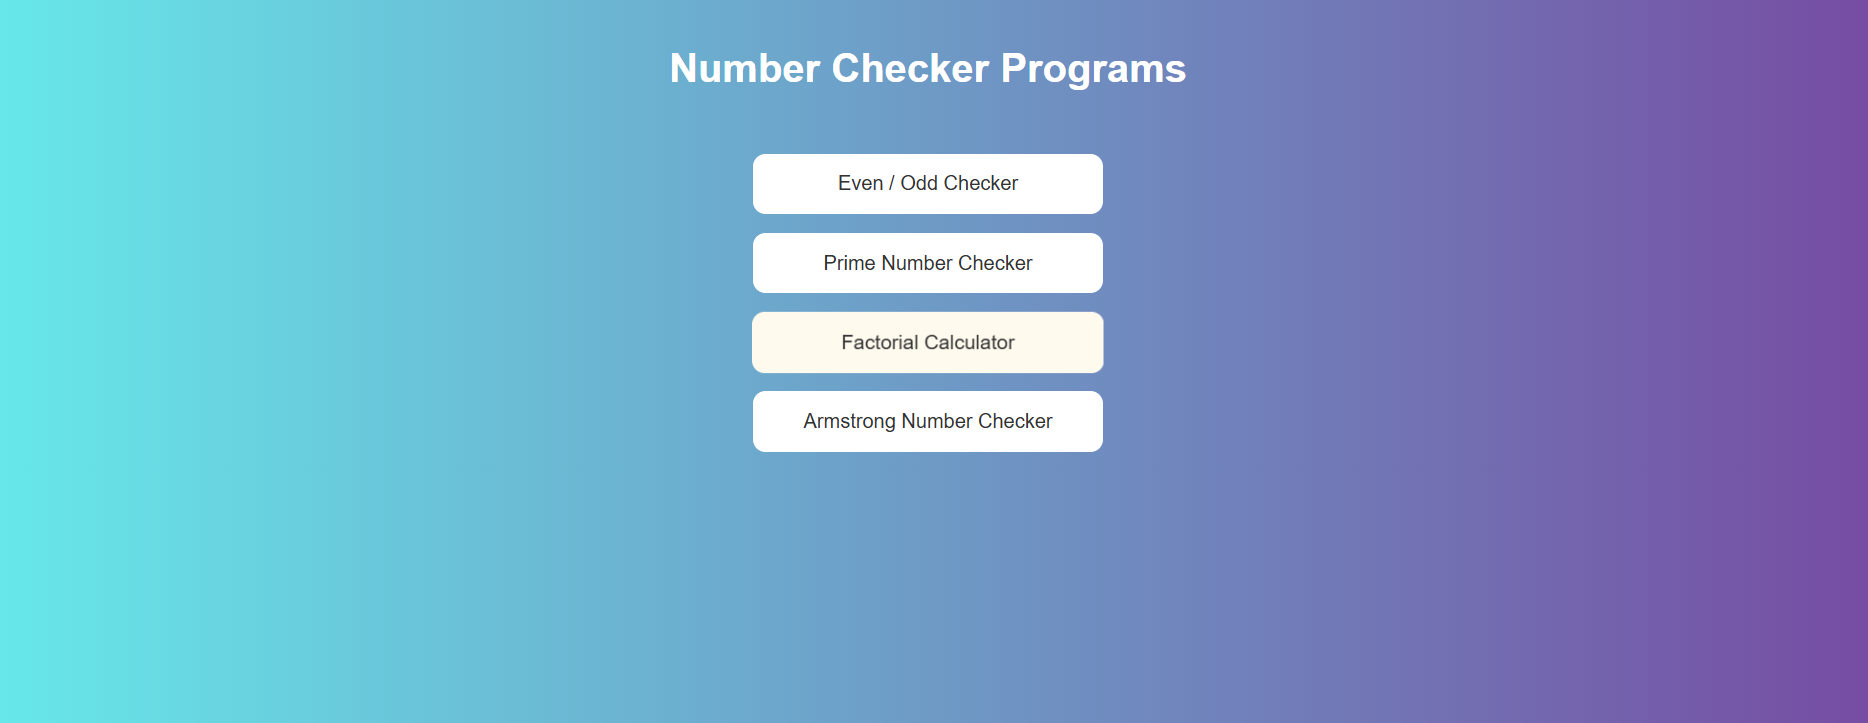 Number Checker Programs
Even / Odd Checker
Prime Number Checker
Factorial Calculator
Armstrong Number Checker